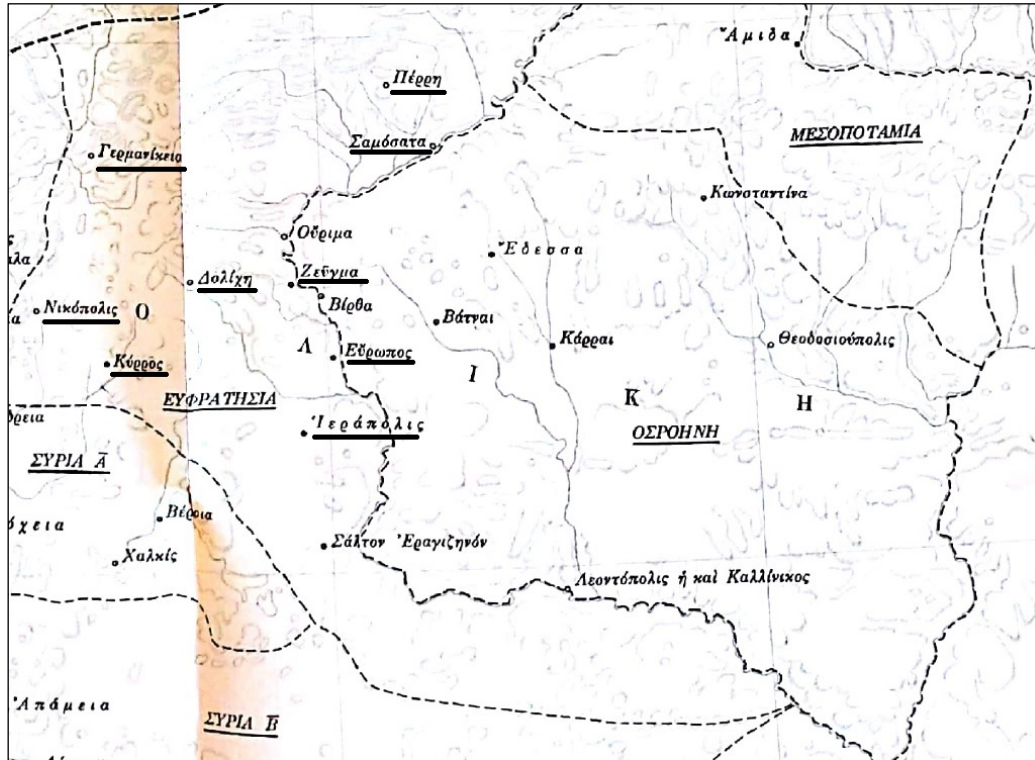 Ἄμιδα
Πέρρη
ΜΕΣΟΠΟΤΑΜΙΑ
Σαμόσατα
Γερμανίκεια
Κωνσταντίνα
Οὔριμα
Ἔδεσσα
Δολίχη
Ζεῦγμα
Βίρθα
Νικόπολις
Ο
Βάτναι
Κάρραι
Θεοδοσιούπολις
Κύρρος
Λ
Εὔρωπος
Ι
Κ
Η
ΕΥΦΡΑΤΗΣΙΑ
Ἱεράπολις
ΟΣΡΟΗΝΗ
ΣΥΡΙΑ Α̅
Βέροια
Χαλκίς
Σάλτον Ἐραγιζηνόν
Λεοντόπολις ἤ καὶ Καλλίνικος
Ἀπάμεια
ΣΥΡΙΑ Β̅